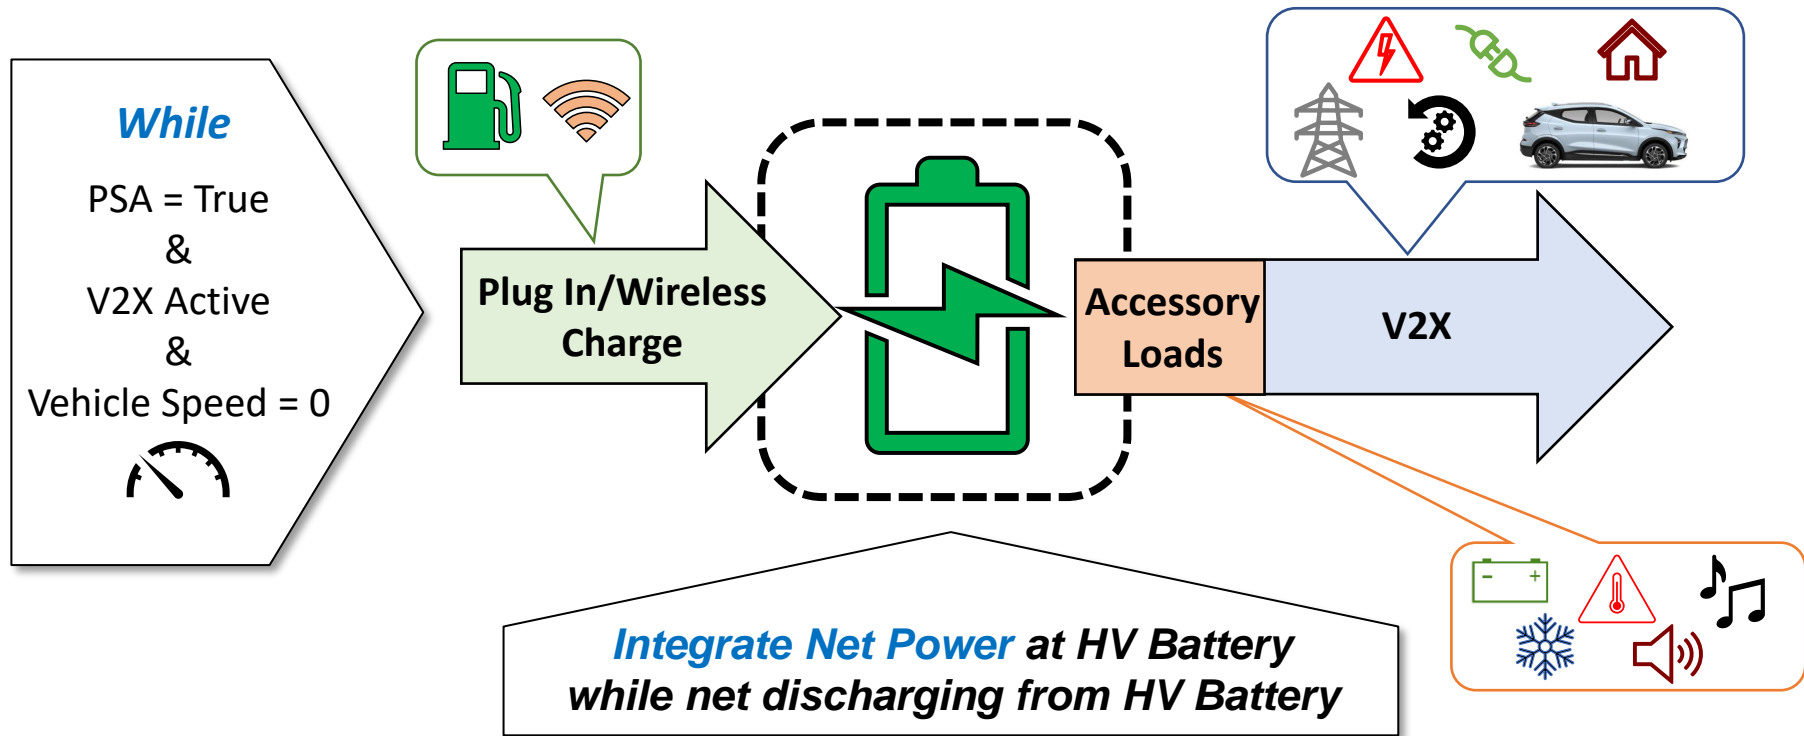 While
PSA = True
&
V2X Active
&
Vehicle Speed = 0
Plug In/Wireless
Charge
Accessory
Loads
V2X
- +
Integrate Net Power at HV Battery
while net discharging from HV Battery